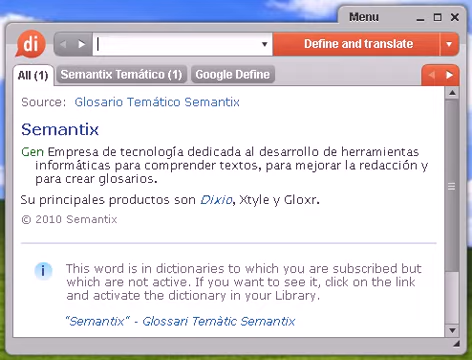 Menu
di
Define and translate
All (1)
Semantix Temático (1)
Google Define
Source: Glosario Temático Semantix
Semantix
Gen Empresa de tecnología dedicada al desarrollo de herramientas
informáticas para comprender textos, para mejorar la redacción y
para crear glosarios.
Su principales productos son Dixio, Xtyle y Gloxr.
© 2010 Semantix
i
This word is in dictionaries to which you are subscribed but
which are not active. If you want to see it, click on the link
and activate the dictionary in your Library.
"Semantix" - Glossari Temàtic Semantix